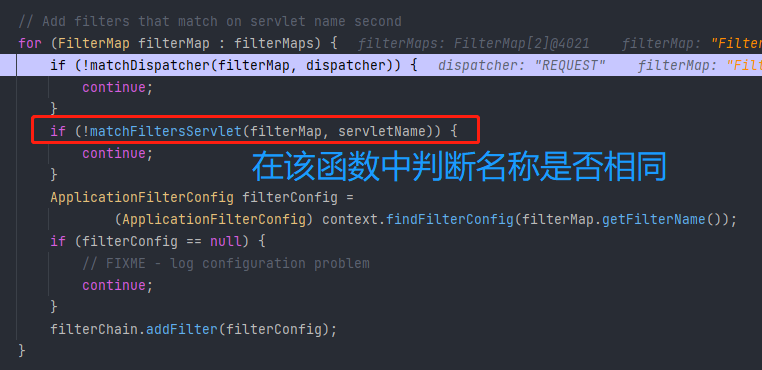 // Add filters that match on servlet name second
for (FilterMap filterMap : filterMaps) {   filterMaps: FilterMap[2]@4021    filterMap: "Filter
if (!matchDispatcher(filterMap, dispatcher)) {   dispatcher: "REQUEST"    filterMap: "Filt
continue;
}
if (!matchFiltersServlet(filterMap, servletName)) {
continue;
在该函数中判断名称是否相同
}
ApplicationFilterConfig filterConfig =
(ApplicationFilterConfig) context.findFilterConfig(filterMap.getFilterName());
if (filterConfig == null) {
// FIXME - log configuration problem
continue;
}
filterChain.addFilter(filterConfig);
}